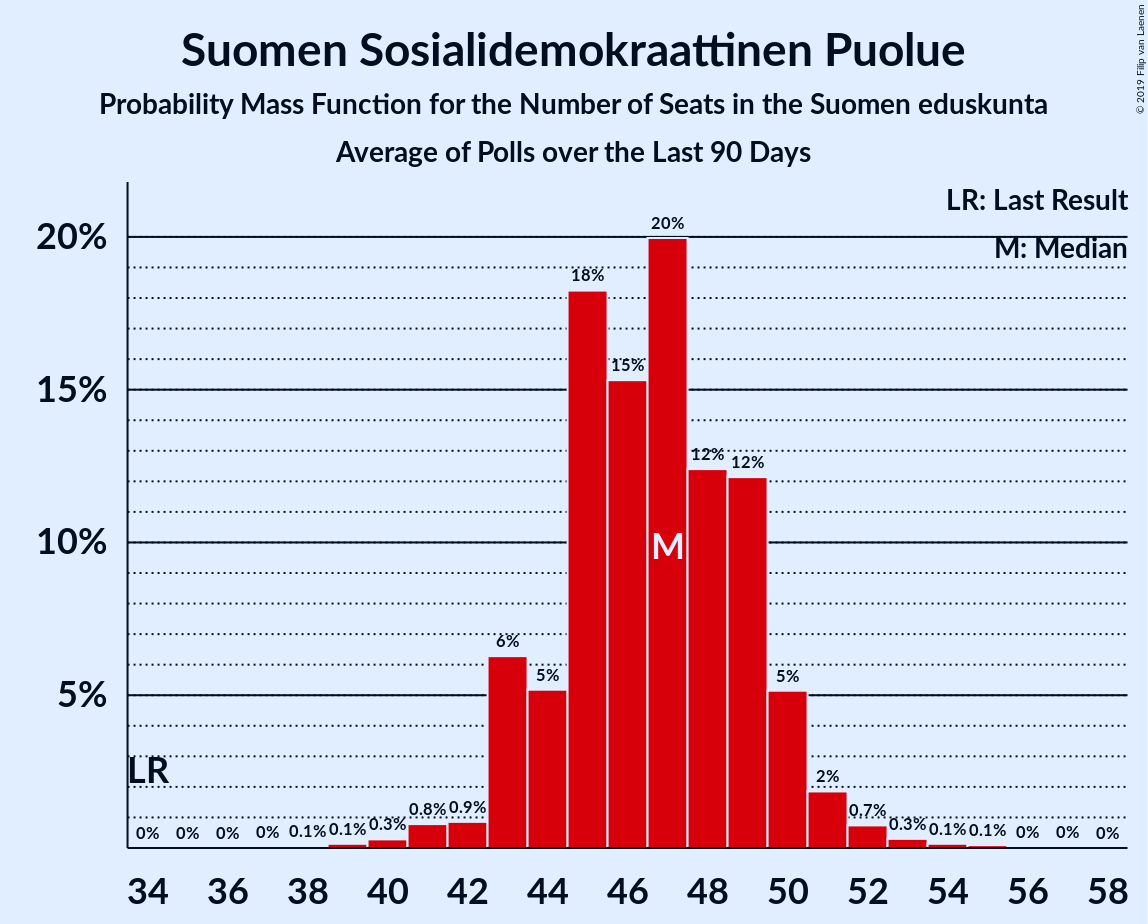 Suomen Sosialidemokraattinen Puolue
Probability Mass Function for the Number of Seats in the Suomen eduskunta
Average of Polls over the Last 90 Days
© 2019 Filip van Laenen
LR: Last Result
M: Median
20%
15%
10%
5%
LR
M
0% 0% 0% 0% 0.1% 0.1% 0.3% 0.8% 0.9% 6% 5% 18% 15% 20% 12% 12% 5% 2% 0.7% 0.3% 0.1% 0.1% 0% 0% 0%
34 36 38 40 42 44 46 48 50 52 54 56 58